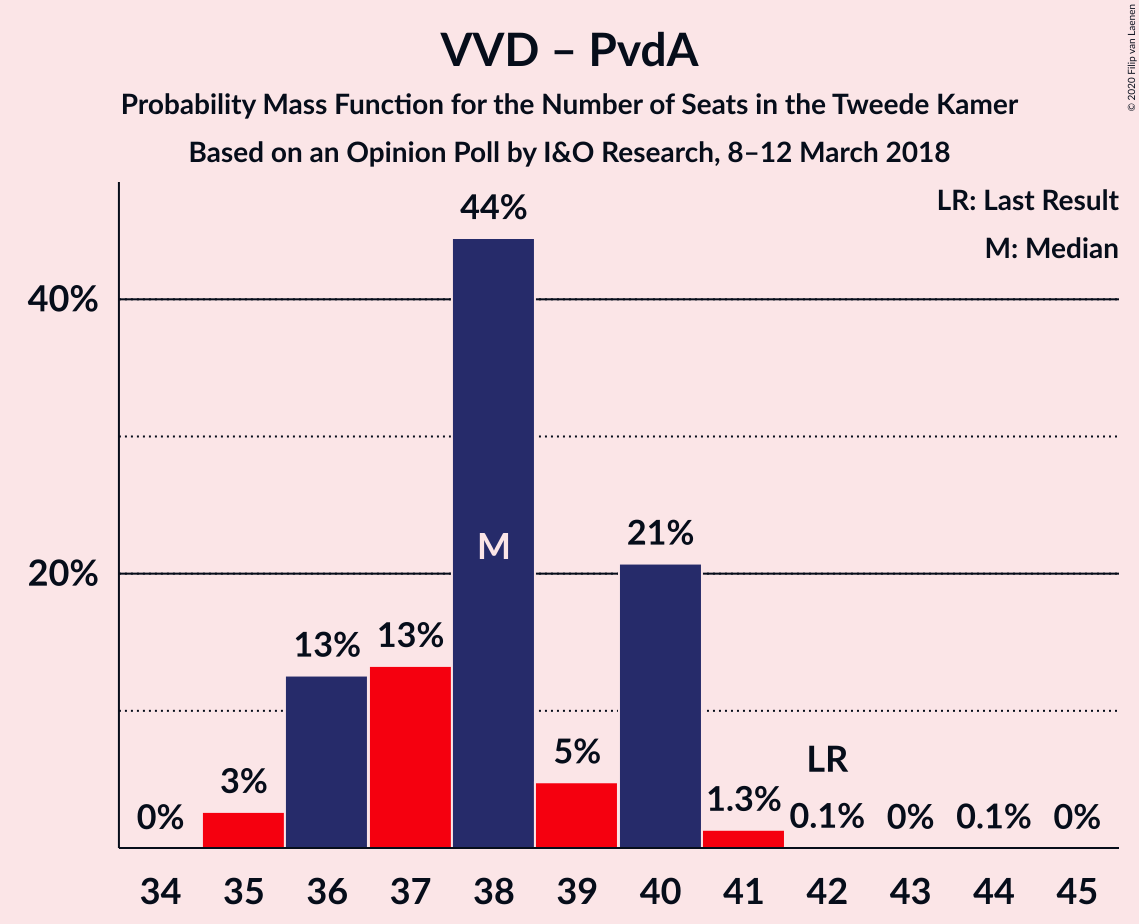 VVD – PvdA
Probability Mass Function for the Number of Seats in the Tweede Kamer
Based on an Opinion Poll by I&O Research, 8–12 March 2018
© 2020 Filip van Laenen
LR: Last Result
M: Median
44%
40%
M
21%
20%
13%
13%
5%
LR
3%
1.3%
0%
0.1%
0%
0.1%
0%
34 35 36 37 38 39 40 41 42 43 44 45